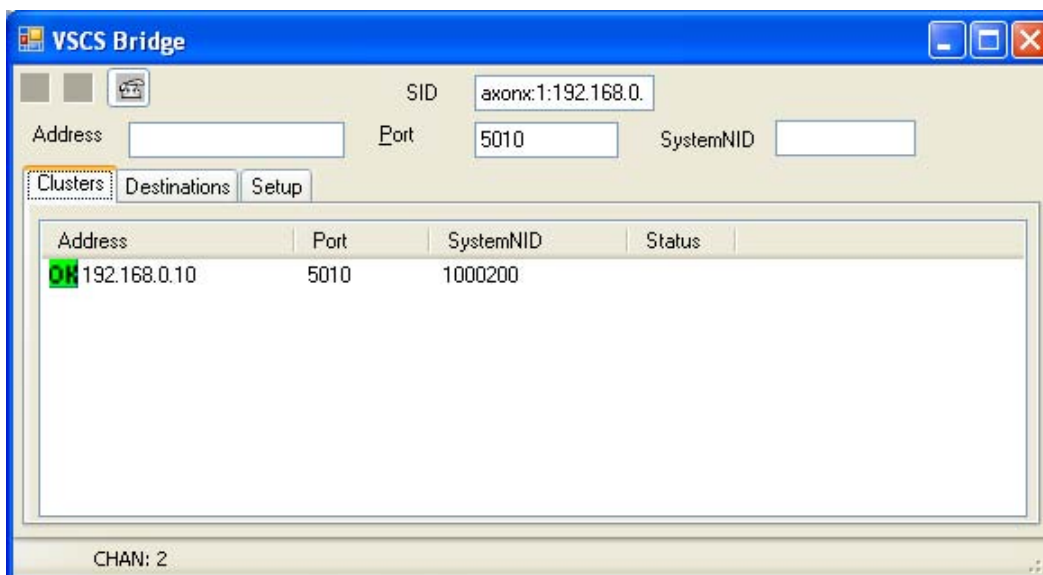 VSCS Bridge
SID axonx:1:192.168.0.
Address Port 5010 SystemNID
Clusters Destinations Setup
Address Port SystemNID Status
OK 192.168.0.10 5010 1000200
CHAN: 2